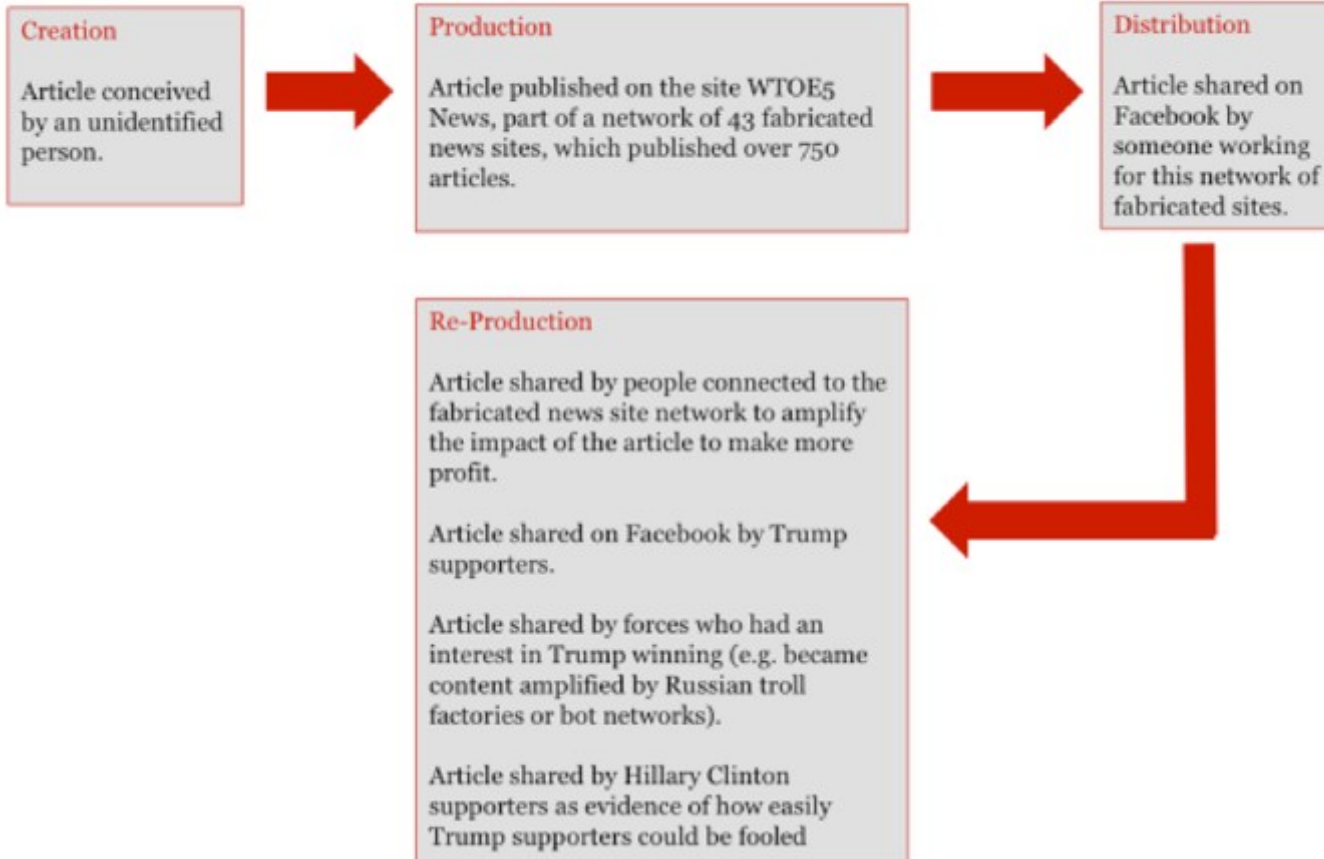 Creation
Article conceived
by an unidentified
person.
Production
Article published on the site WTOE5
News, part of a network of 43 fabricated
news sites, which published over 750
articles.
Distribution
Article shared on
Facebook by
someone working
for this network of
fabricated sites.
Re-Production
Article shared by people connected to the
fabricated news site network to amplify
the impact of the article to make more
profit.
Article shared on Facebook by Trump
supporters.
Article shared by forces who had an
interest in Trump winning (e.g. became
content amplified by Russian troll
factories or bot networks).
Article shared by Hillary Clinton
supporters as evidence of how easily
Trump supporters could be fooled